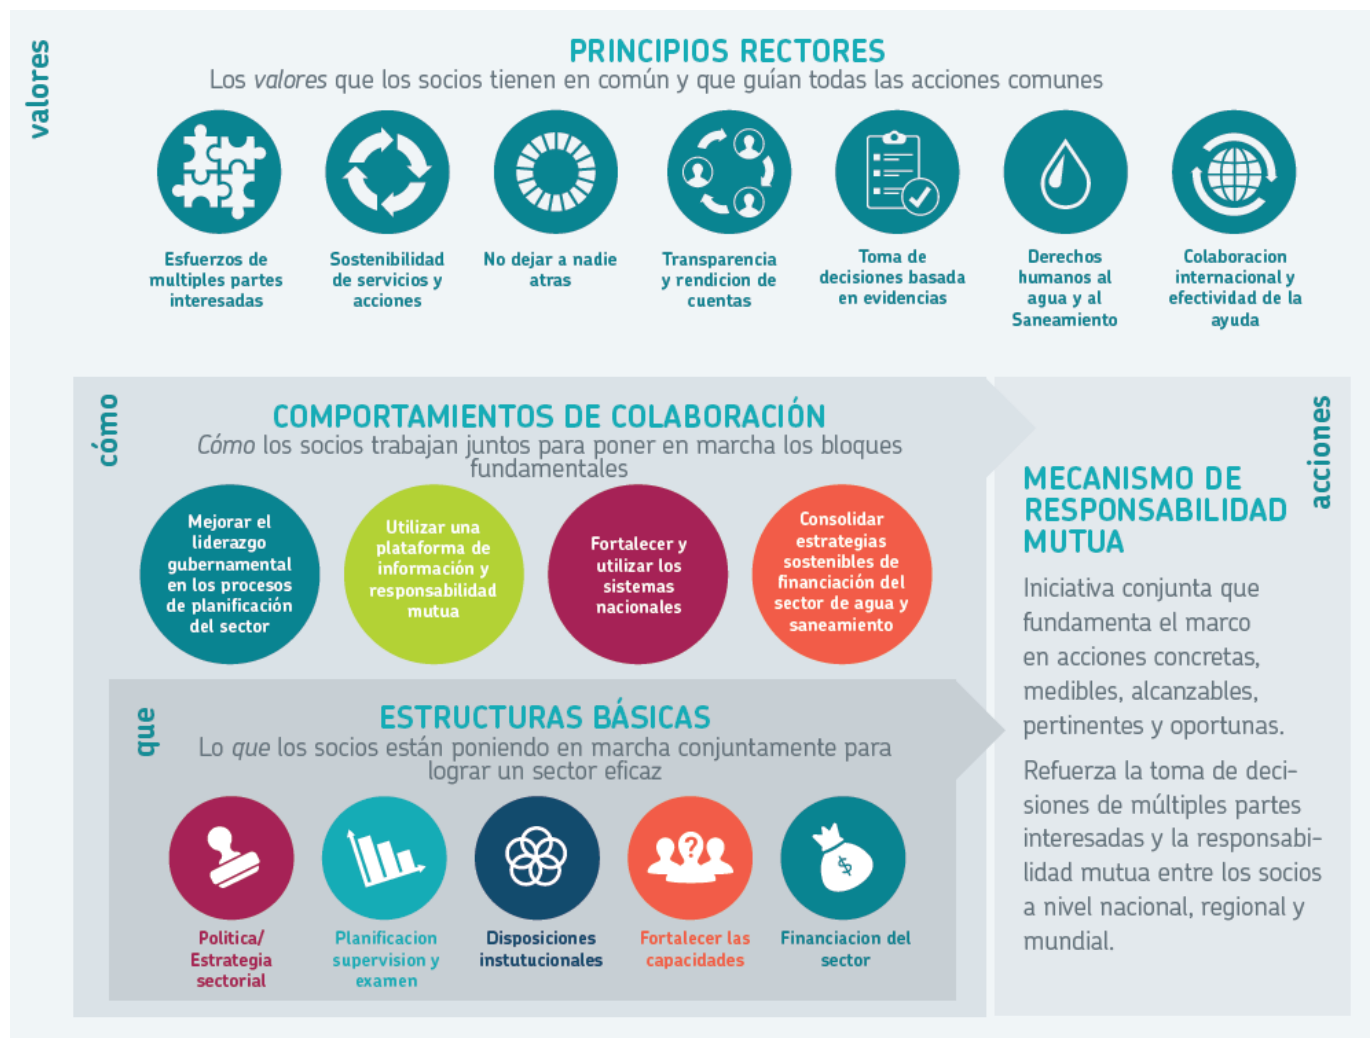 valores
PRINCIPIOS RECTORES
Los valores que los socios tienen en común y que guían todas las acciones comunes
Esfuerzos de
multiples partes
interesadas
Sostenibilidad
de servicios y
acciones
No dejar a nadie
atras
Transparencia
y rendicion de
cuentas
Toma de
decisiones basada
en evidencias
Derechos
humanos al
agua y al
Saneamiento
Colaboracion
internacional y
efectividad de la
ayuda
cómo
COMPORTAMIENTOS DE COLABORACIÓN
Cómo los socios trabajan juntos para poner en marcha los bloques
fundamentales
Mejorar el
liderazgo
gubernamental
en los procesos
de planificación
del sector
Utilizar una
plataforma de
información y
responsabilidad
mutua
Fortalecer y
utilizar los
sistemas
nacionales
Consolidar
estrategias
sostenibles de
financiación del
sector de agua y
saneamiento
que
ESTRUCTURAS BÁSICAS
Lo que los socios están poniendo en marcha conjuntamente para
lograr un sector eficaz
?
$
Politica/
Estrategia
sectorial
Planificacion
supervision y
examen
Disposiciones
instutucionales
Fortalecer las
capacidades
Financiacion del
sector
acciones
MECANISMO DE
RESPONSABILIDAD
MUTUA
Iniciativa conjunta que
fundamenta el marco
en acciones concretas,
medibles, alcanzables,
pertinentes y oportunas.
Refuerza la toma de deci-
siones de múltiples partes
interesadas y la responsabi-
lidad mutua entre los socios
a nivel nacional, regional y
mundial.